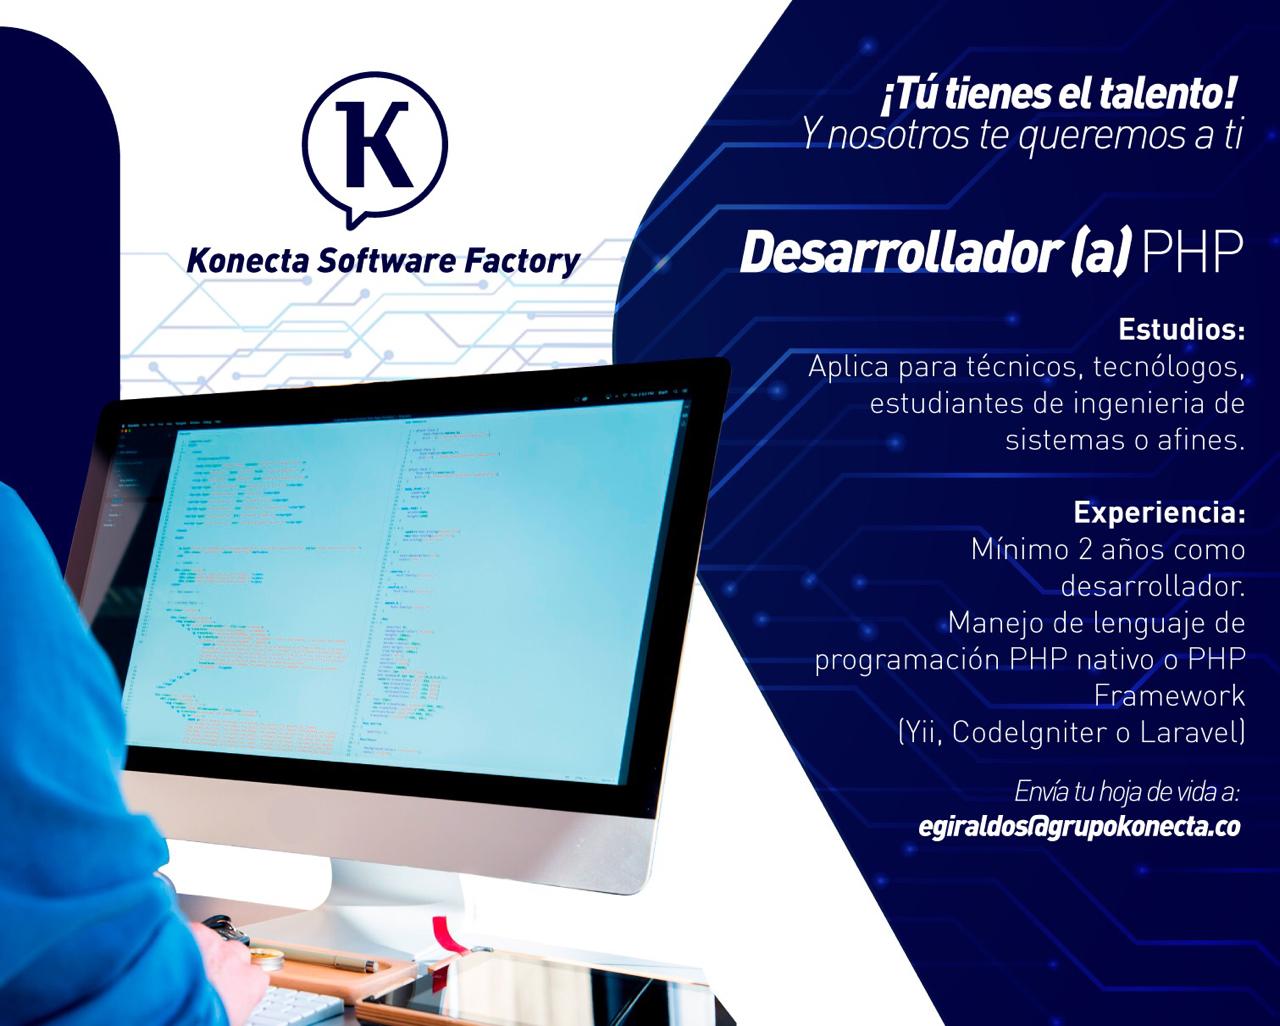 K
Konecta Software Factory
¡Tú tienes el talento!
Y nosotros te queremos a ti
Desarrollador (a) PHP
Estudios:
Aplica para técnicos, tecnólogos,
estudiantes de ingenieria de
sistemas o afines.
Experiencia:
Mínimo 2 años como
desarrollador.
Manejo de lenguaje de
programación PHP nativo o PHP
Framework
(Yii, CodeIgniter o Laravel)
Envía tu hoja de vida a:
egiraldos@grupokonecta.co